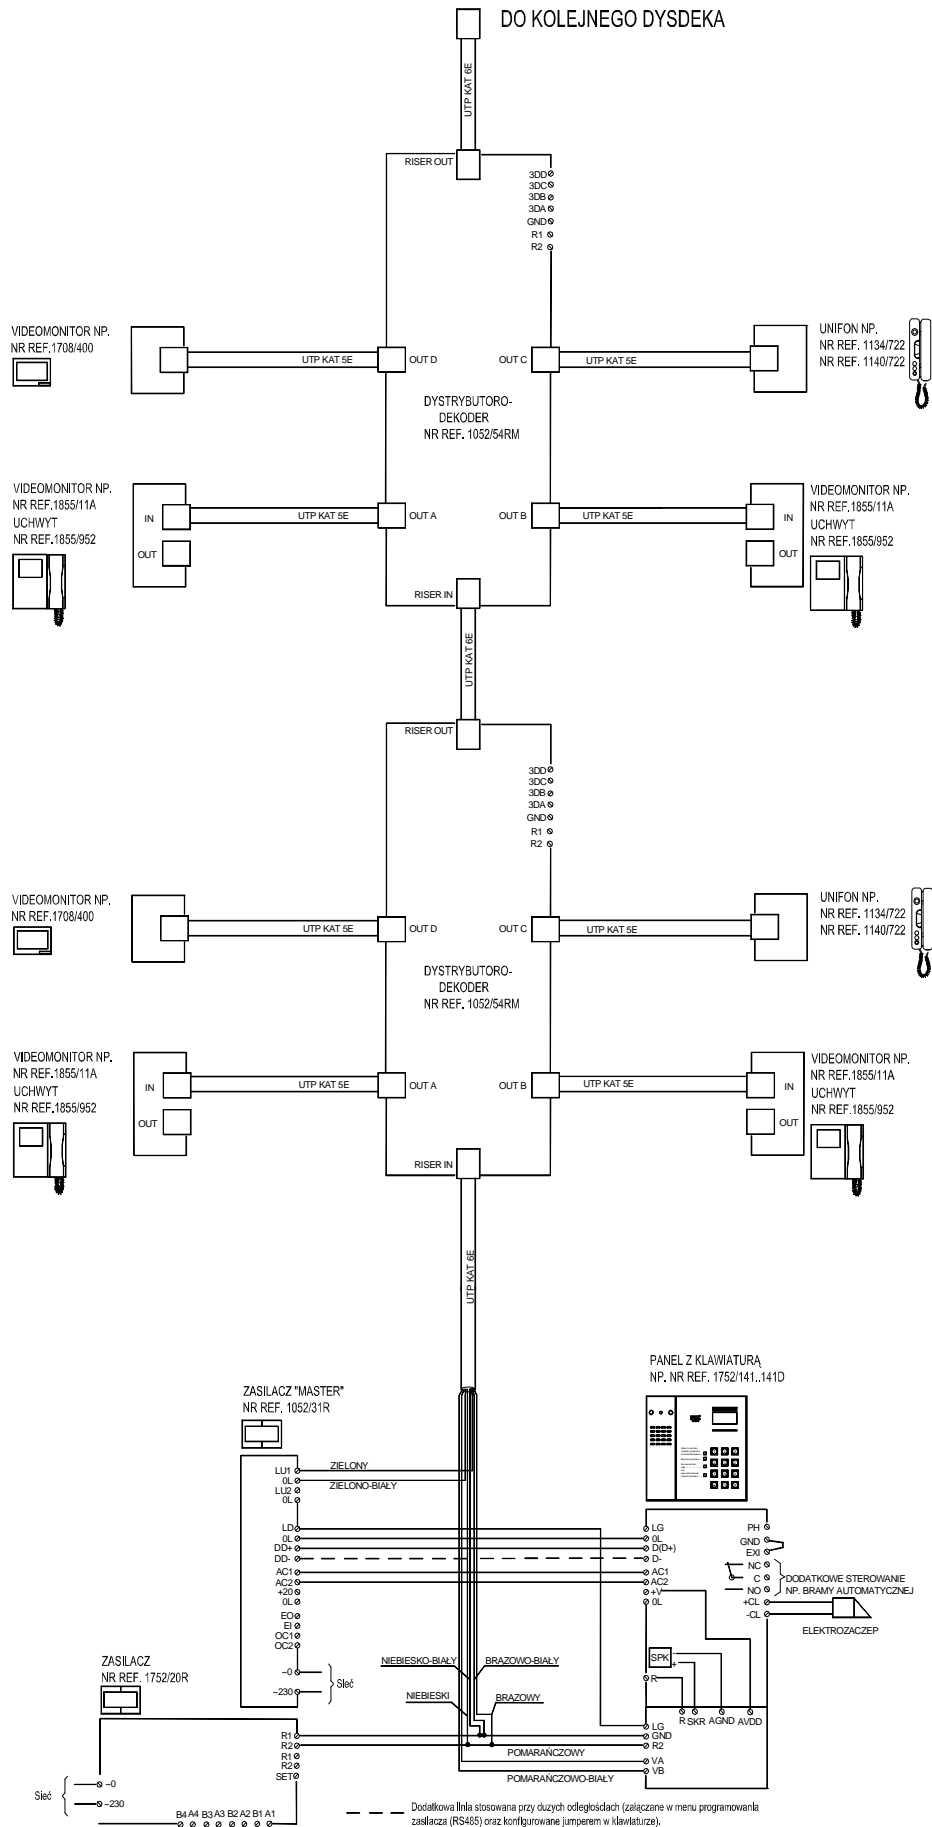 DO KOLEJNEGO DYSDEKA
UTP KAT 6E
RISER OUT
3DD
3DC
3DB
3DA
GND
R1
R2
VIDEOMONITOR NP.
NR REF.1708/400
UTP KAT 5E
OUT D
OUT C
UTP KAT 5E
UNIFON NP.
NR REF. 1134/722
NR REF. 1140/722
DYSTRYBUTORO-
DEKODER
NR REF. 1052/54RM
VIDEOMONITOR NP.
NR REF.1855/11A
UCHWYT
NR REF.1855/952
IN
OUT
UTP KAT 5E
OUT A
OUT B
UTP KAT 5E
IN
OUT
VIDEOMONITOR NP.
NR REF.1855/11A
UCHWYT
NR REF.1855/952
RISER IN
UTP KAT 6E
RISER OUT
3DD
3DC
3DB
3DA
GND
R1
R2
VIDEOMONITOR NP.
NR REF.1708/400
UTP KAT 5E
OUT D
OUT C
UTP KAT 5E
UNIFON NP.
NR REF. 1134/722
NR REF. 1140/722
DYSTRYBUTORO-
DEKODER
NR REF. 1052/54RM
VIDEOMONITOR NP.
NR REF.1855/11A
UCHWYT
NR REF.1855/952
IN
OUT
UTP KAT 5E
OUT A
OUT B
UTP KAT 5E
IN
OUT
VIDEOMONITOR NP.
NR REF.1855/11A
UCHWYT
NR REF.1855/952
RISER IN
UTP KAT 6E
PANEL Z KLAWIATURĄ
NP. NR REF. 1752/141..141D
ZASILACZ "MASTER"
NR REF. 1052/31R
LU1
0L
LU2
0L
LD
0L
DD+
DD-
AC1
AC2
+20
0L
EO
EI
OC1
OC2
~0
~230
Sieć
ZIELONY
ZIELONO-BIAŁY
LG
0L
D(D+)
D-
AC1
AC2
+V
0L
PH
GND
EXI
NC
C
NO
+CL
-CL
DODATKOWE STEROWANIE
NP. BRAMY AUTOMATYCZNEJ
ELEKTROZACZEP
SPK
-
+
R
R SKR AGND AVDD
LG
GND
R2
VA
VB
NIEBIESKO-BIAŁY
BRAZOWO-BIAŁY
NIEBIESKI
BRĄZOWY
POMARAŃCZOWY
POMARAŃCZOWO-BIAŁY
ZASILACZ
NR REF. 1752/20R
R1
R2
R1
R2
SET
Sieć
~0
~230
B4 A4 B3 A3 B2 A2 B1 A1
Dodatkowa linia stosowana przy duzych odległościach (załączane w menu programowania
zasilacza (RS485) oraz konfigurowane jumperem w klawiaturze).